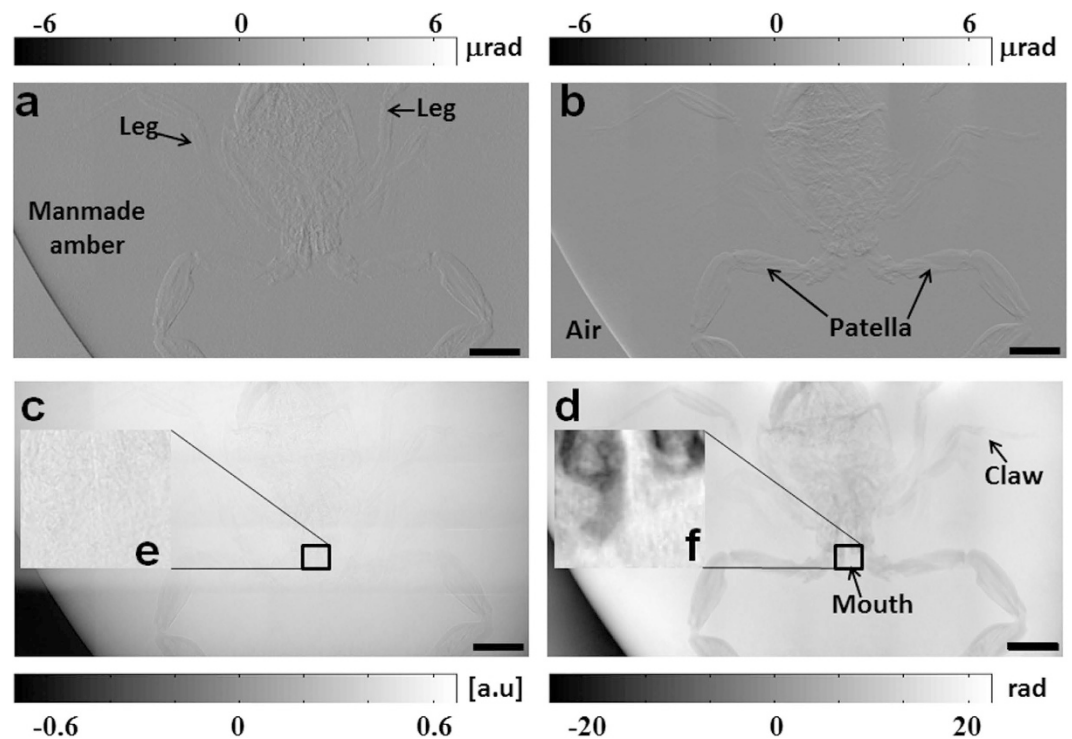 -6 0 6
μrad
-6 0 6
μrad
a
Leg
Leg
Manmade
amber
b
Patella
Air
c
e
d
Claw
f
Mouth
[a.u]
-0.6 0 0.6
rad
-20 0 20